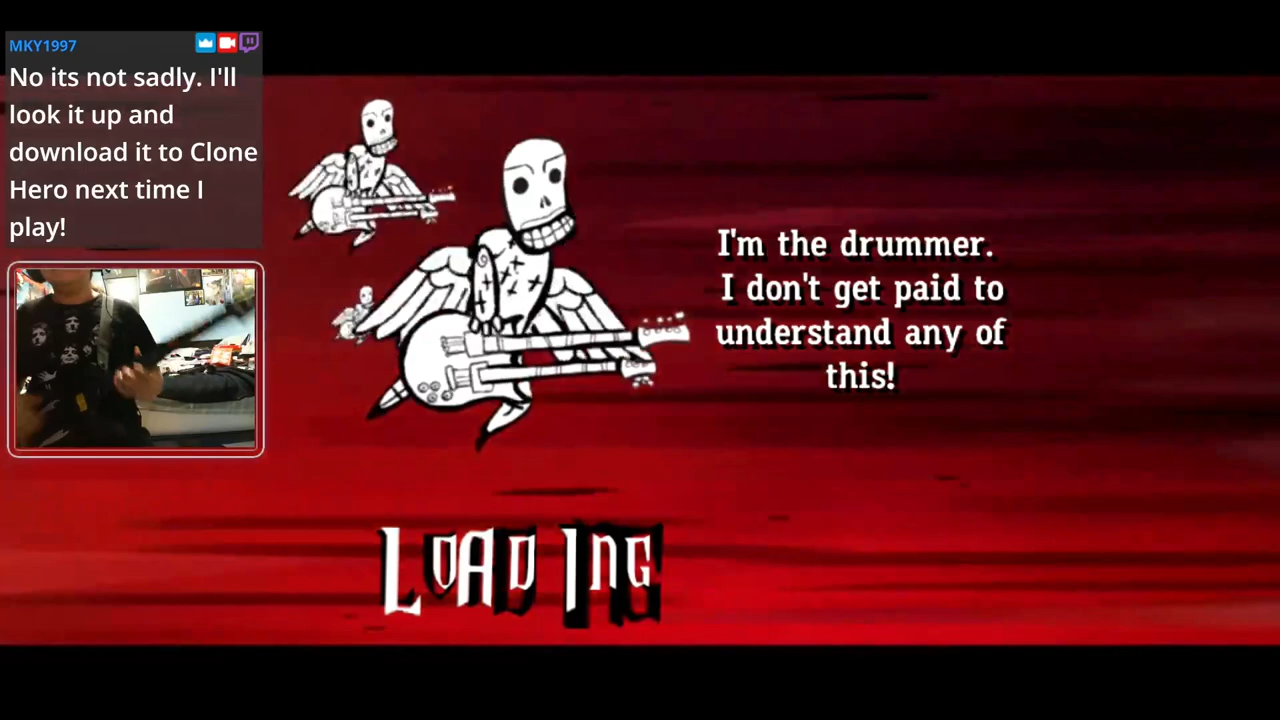 MKY1997
No its not sadly. I'll
look it up and
download it to Clone
Hero next time I
play!
I'm the drummer.
I don't get paid to
understand any of
this!
LOADING